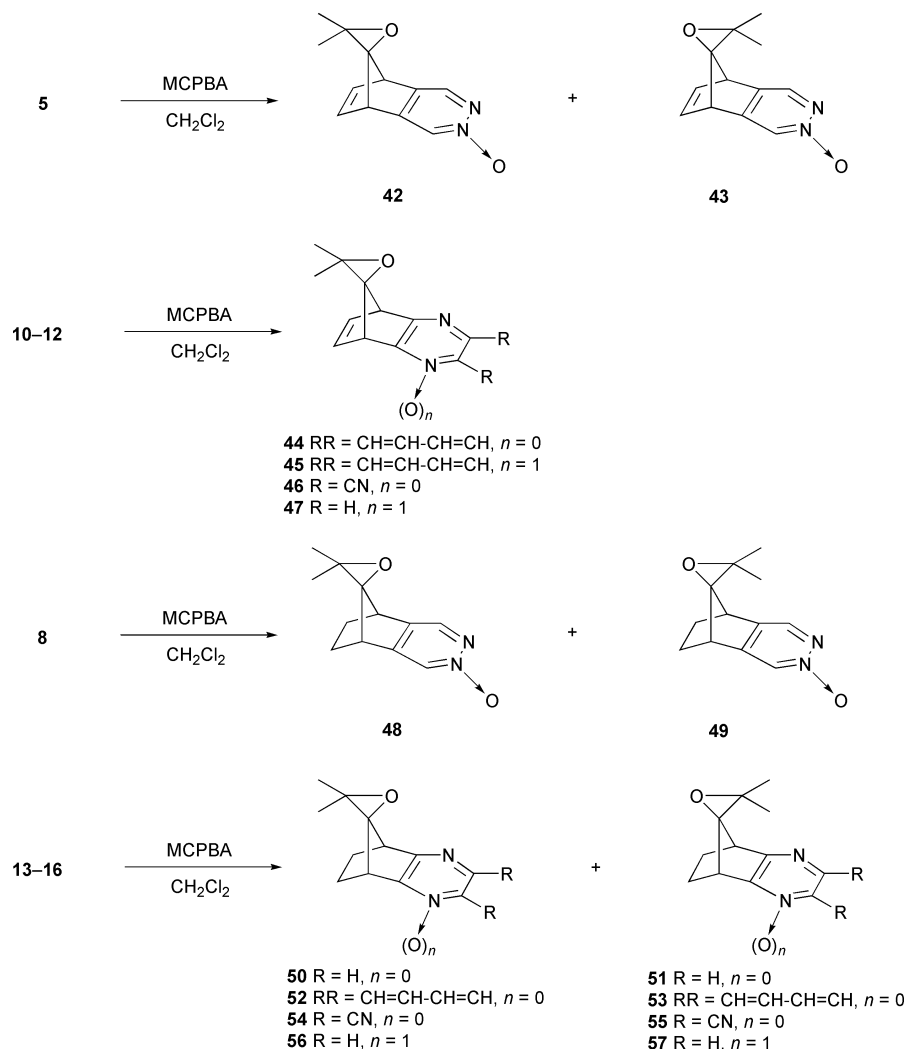 O O
5 MCPBA N + N
CH₂Cl₂ N N
O O
42 43
O
10–12 MCPBA N R
CH₂Cl₂ N R
(O)ₙ
44 RR = CH=CH-CH=CH, n = 0
45 RR = CH=CH-CH=CH, n = 1
46 R = CN, n = 0
47 R = H, n = 1
O O
8 MCPBA N + N
CH₂Cl₂ N N
O O
48 49
O O
13–16 MCPBA N R + N R
CH₂Cl₂ N R N R
(O)ₙ (O)ₙ
50 R = H, n = 0 51 R = H, n = 0
52 RR = CH=CH-CH=CH, n = 0 53 RR = CH=CH-CH=CH, n = 0
54 R = CN, n = 0 55 R = CN, n = 0
56 R = H, n = 1 57 R = H, n = 1